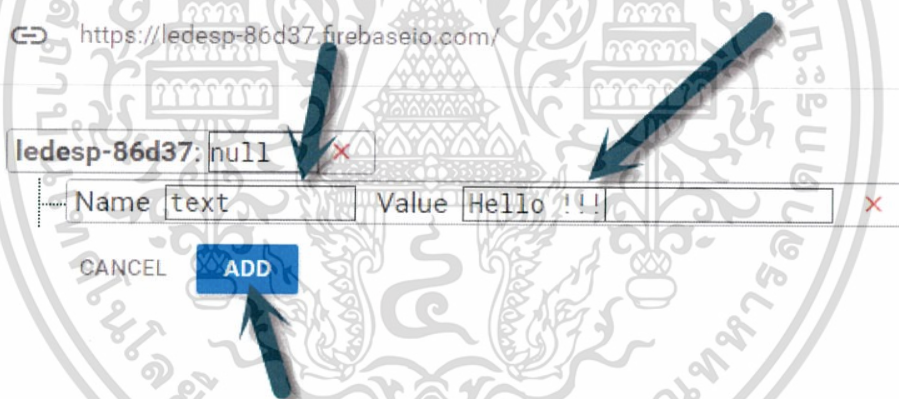 https://ledesp-86d37.firebaseio.com/
ledesp-86d37: null
Name text Value Hello !!!
CANCEL ADD